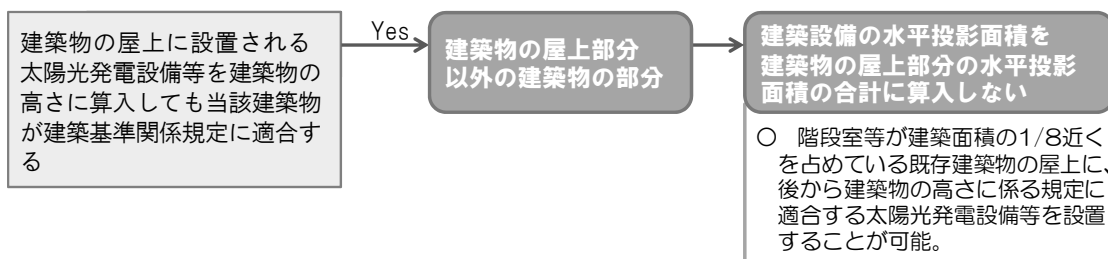 建築物の屋上に設置される
太陽光発電設備等を建築物の
高さに算入しても当該建築物
が建築基準関係規定に適合す
る
Yes
建築物の屋上部分
以外の建築物の部分
建築設備の水平投影面積を
建築物の屋上部分の水平投影
面積の合計に算入しない
○ 階段室等が建築面積の1/8近く
を占めている既存建築物の屋上に、
後から建築物の高さに係る規定に
適合する太陽光発電設備等を設置
することが可能。